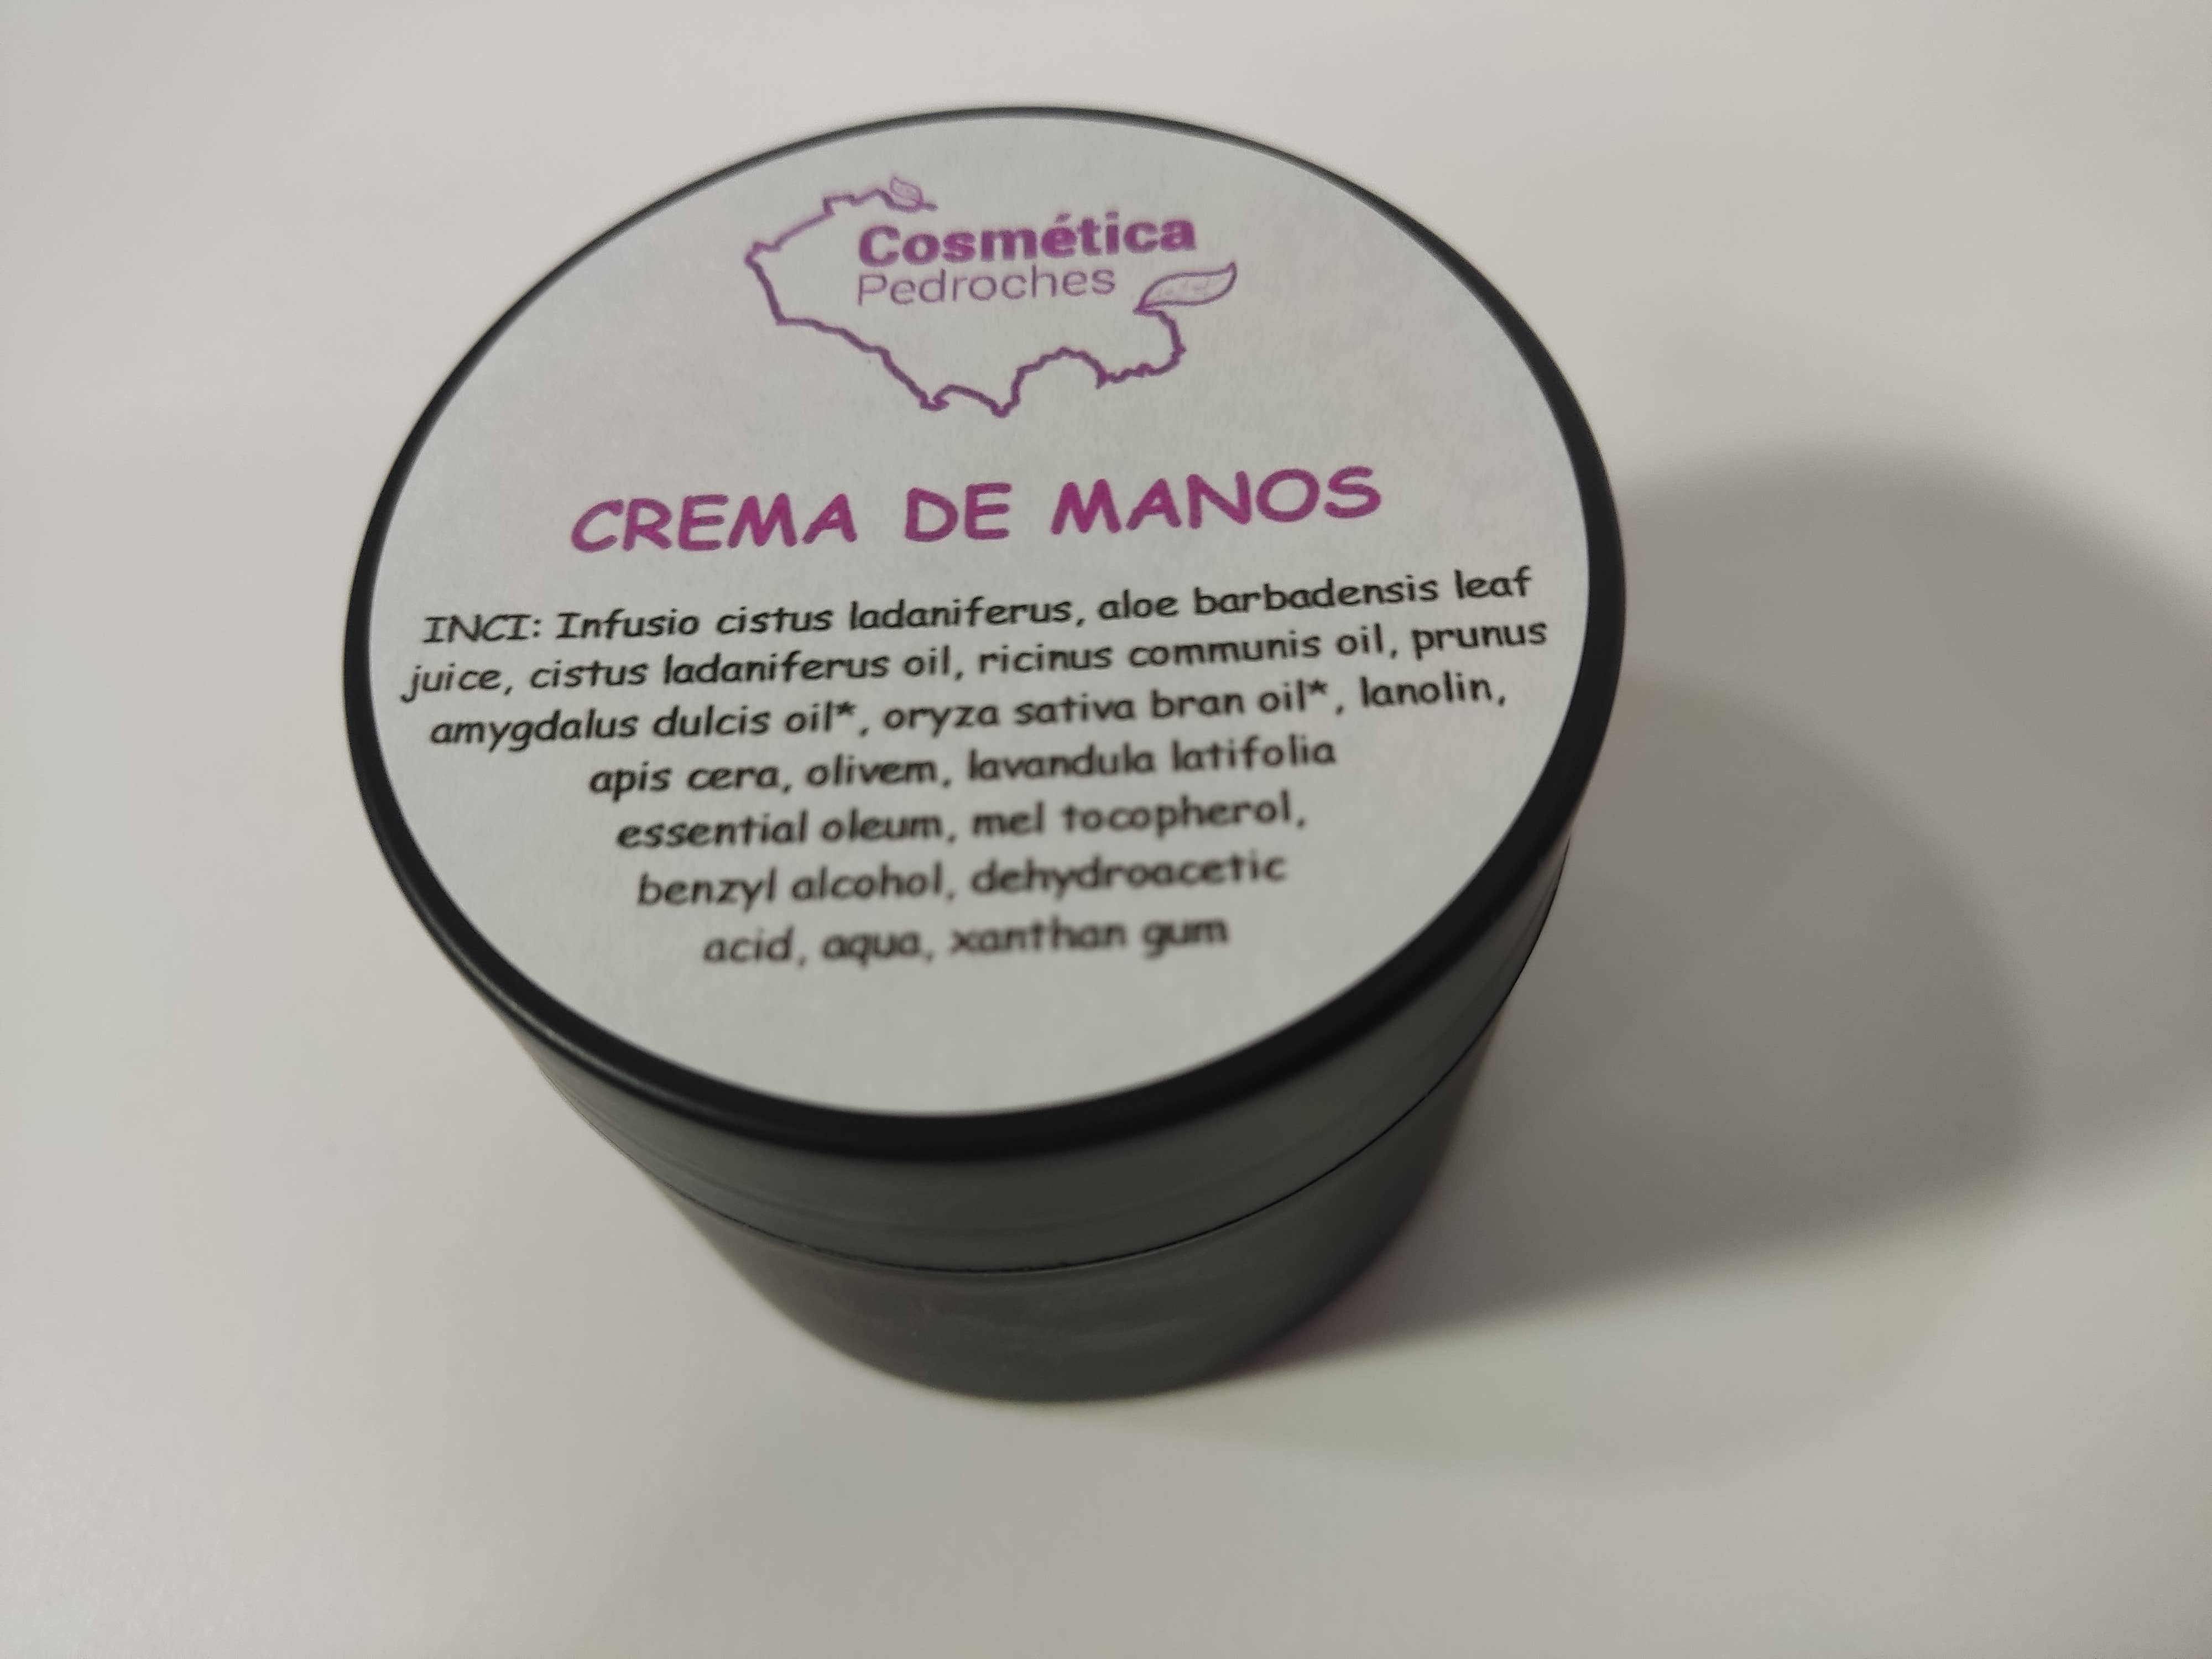 Cosmética
Pedroches
CREMA DE MANOS
INCI: Infusio cistus ladaniferus, aloe barbadensis leaf
juice, cistus ladaniferus oil, ricinus communis oil, prunus
amygdalus dulcis oil*, oryza sativa bran oil*, lanolin,
apis cera, olivem, lavandula latifolia
essential oleum, mel tocopherol,
benzyl alcohol, dehydroacetic
acid, aqua, xanthan gum